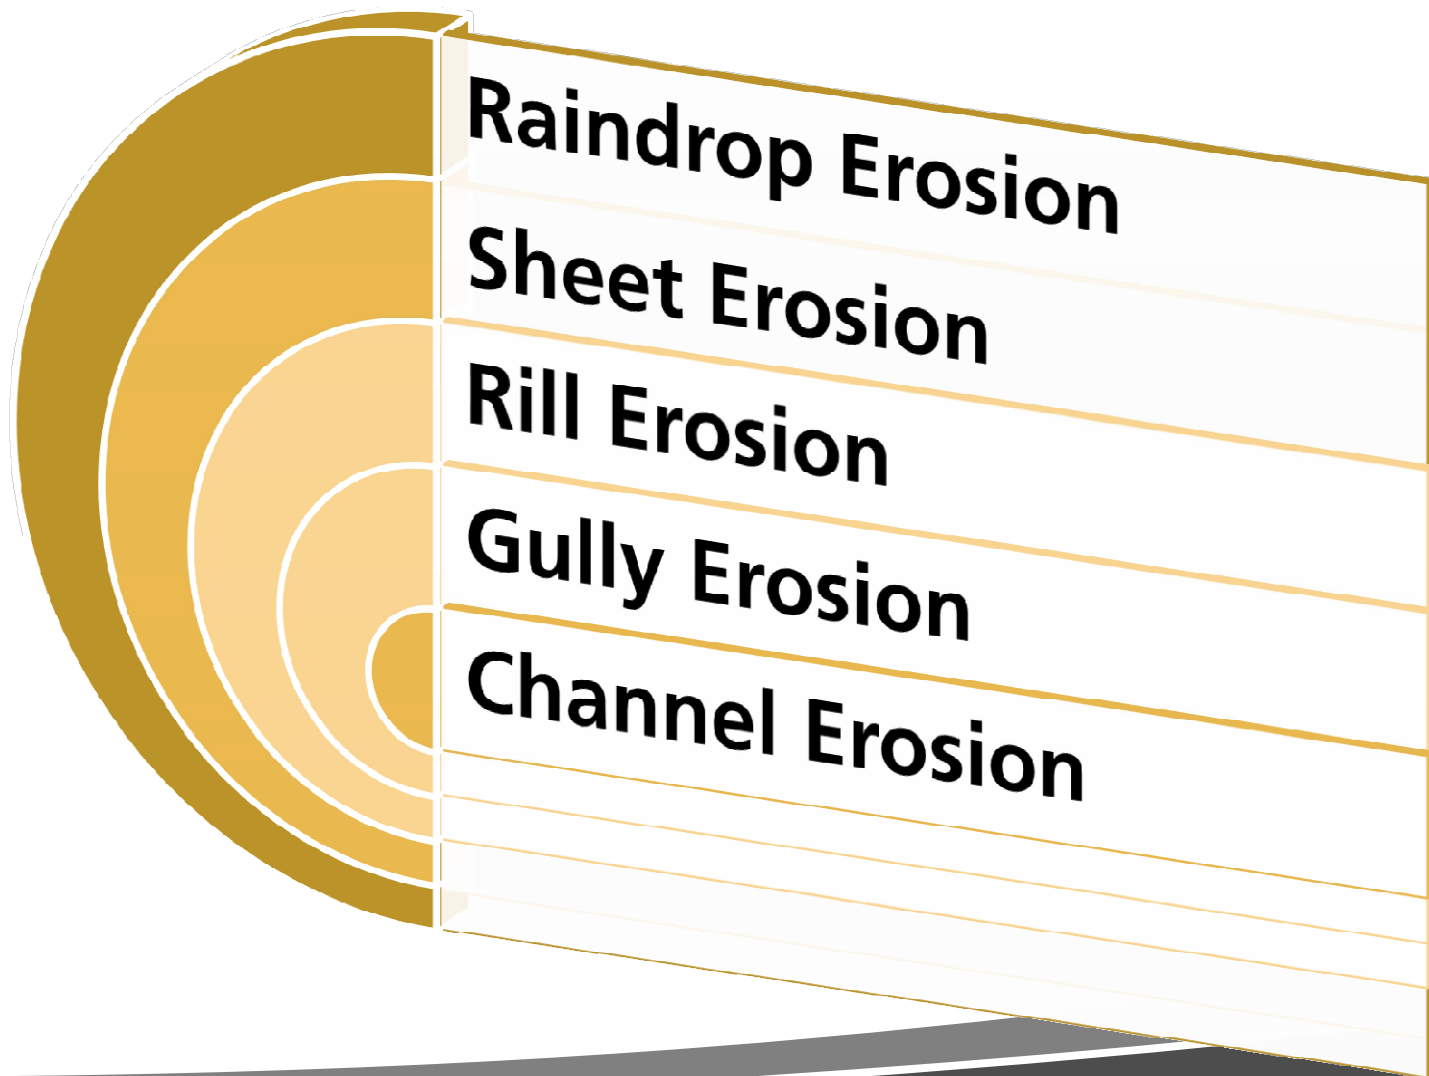 Raindrop Erosion
Sheet Erosion
Rill Erosion
Gully Erosion
Channel Erosion